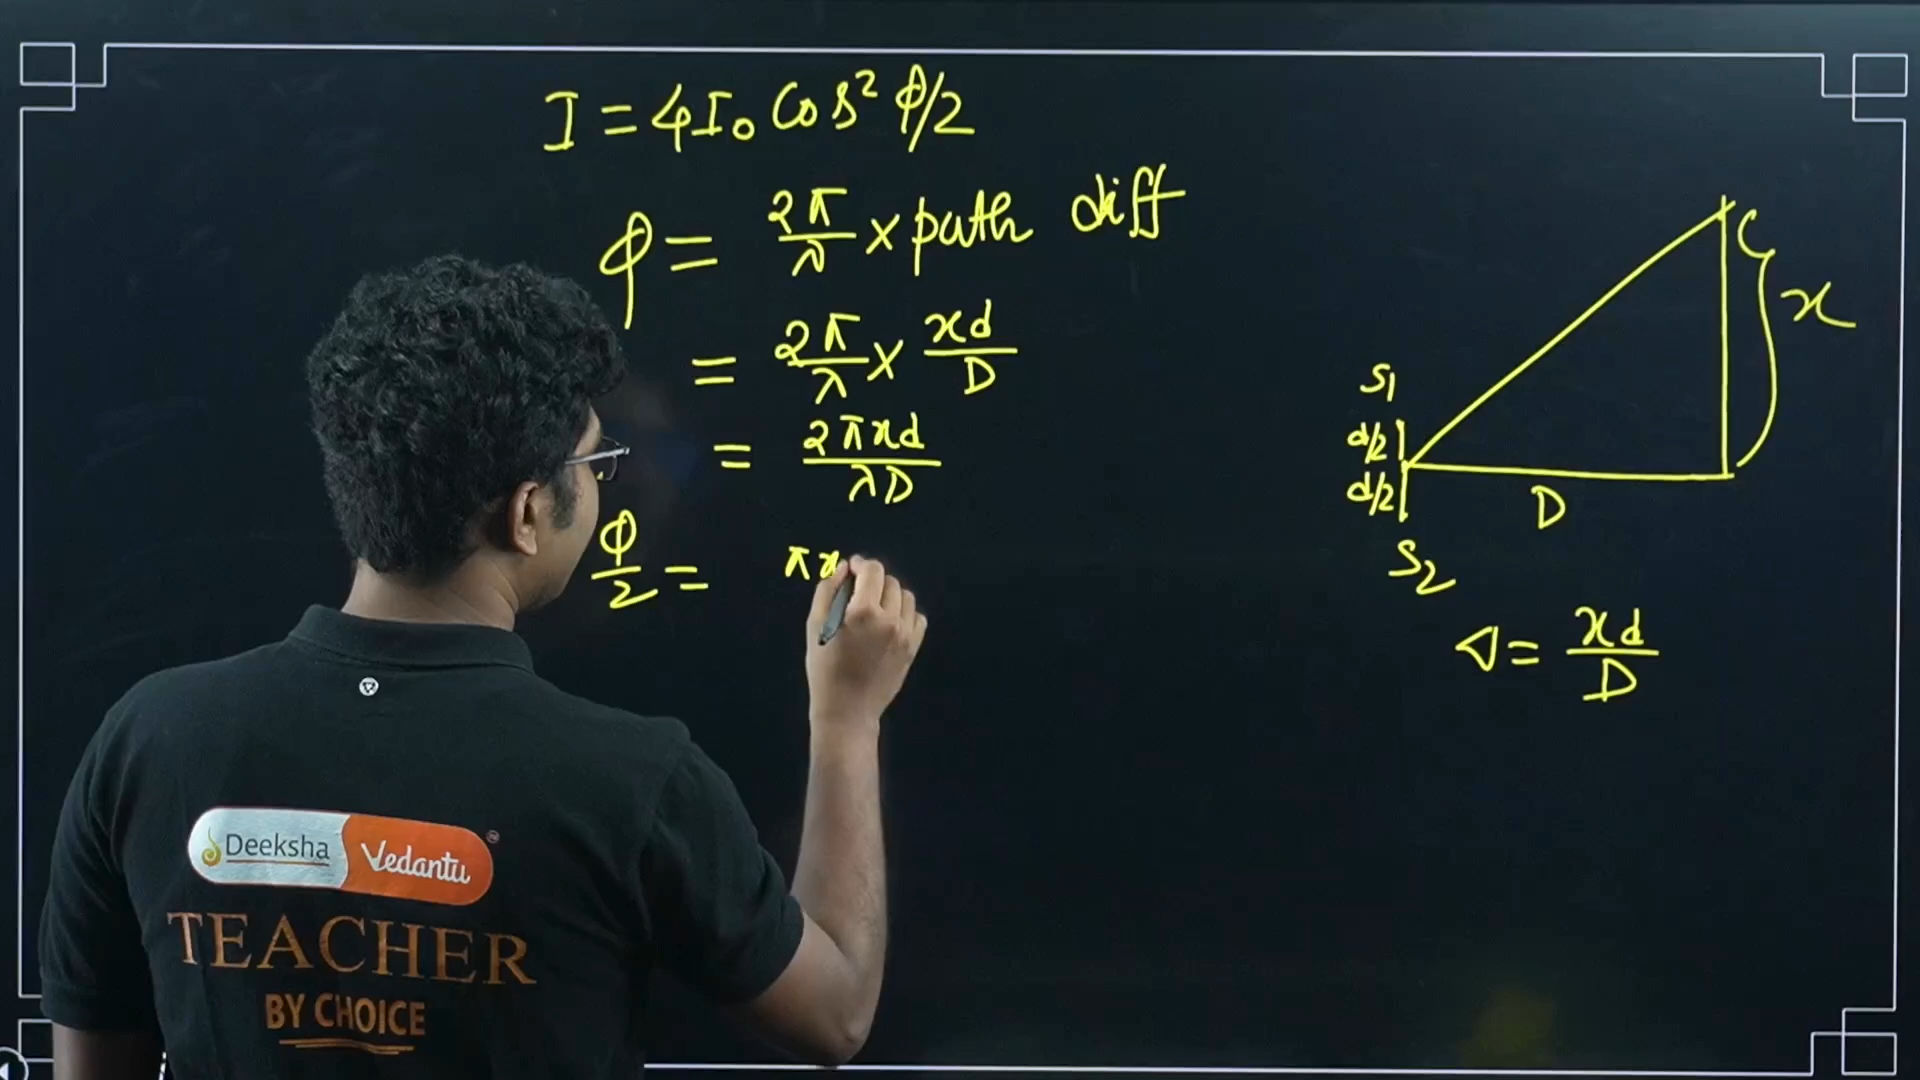 I = 4I₀ Cos² φ/2
φ = 2π/λ × path diff
= 2π/λ × xd/D
= 2πxd/λD
φ/2 = πx
x
S₁
d/2
d/2
D
S₂
Δ = xd/D
Deeksha Vedantu
TEACHER
BY CHOICE